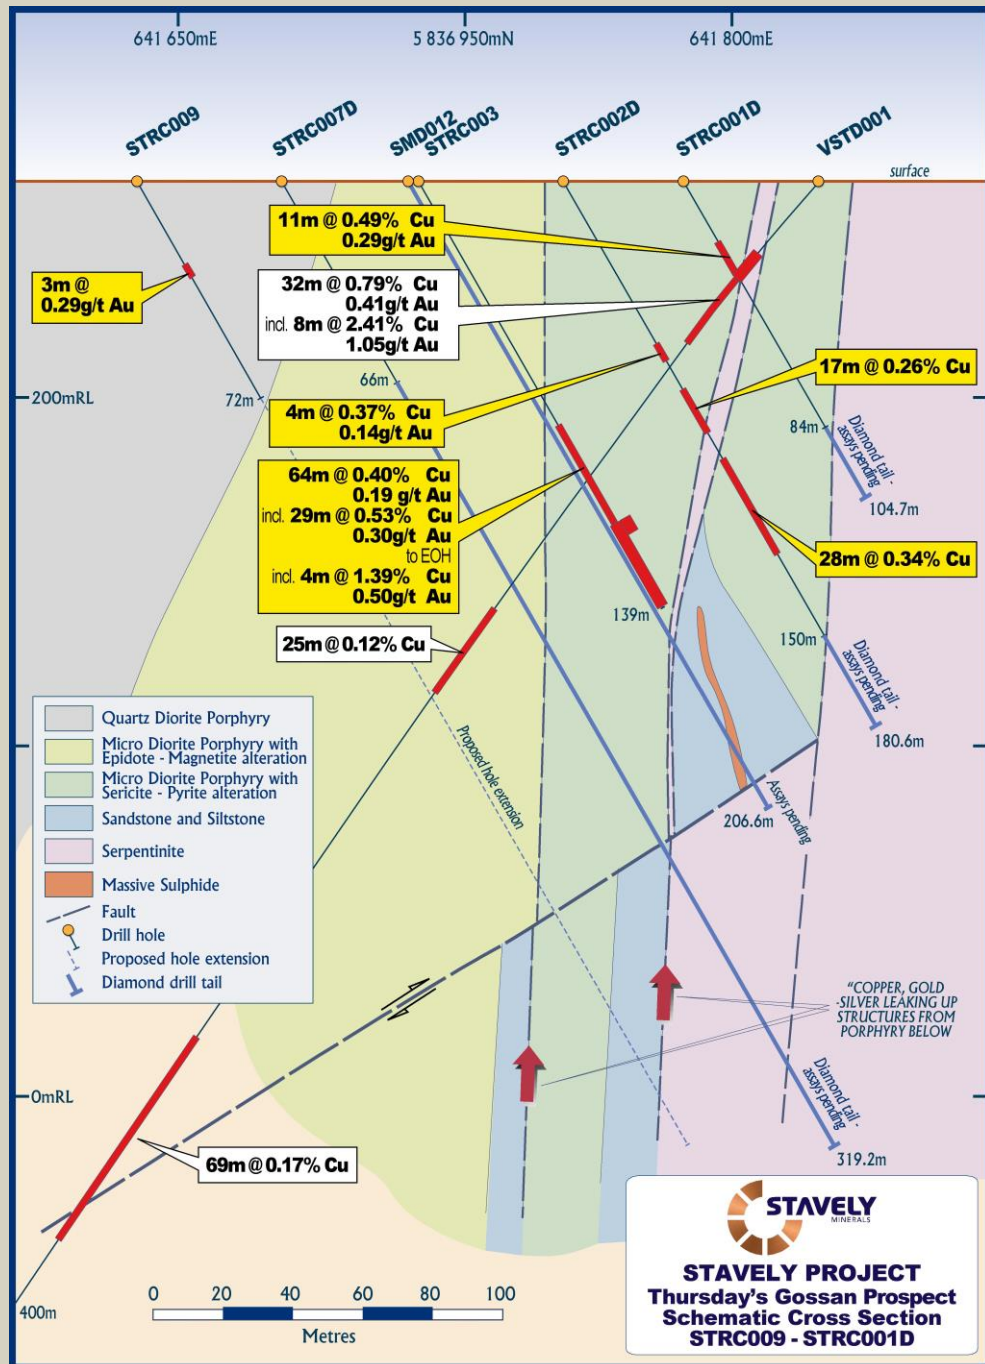 641 650mE
5 836 950mN
641 800mE
STRC009
STRC007D
SMD012
STRC003
STRC002D
STRC001D
VSTD001
surface
11m @ 0.49% Cu
0.29g/t Au
3m @
0.29g/t Au
32m @ 0.79% Cu
0.41g/t Au
incl. 8m @ 2.41% Cu
1.05g/t Au
17m @ 0.26% Cu
66m
72m
200mRL
4m @ 0.37% Cu
0.14g/t Au
84m
Diamond tail -
assays pending
104.7m
64m @ 0.40% Cu
0.19 g/t Au
incl. 29m @ 0.53% Cu
0.30g/t Au
to EOH
incl. 4m @ 1.39% Cu
0.50g/t Au
28m @ 0.34% Cu
139m
150m
25m @ 0.12% Cu
Diamond tail -
assays pending
180.6m
Quartz Diorite Porphyry
Micro Diorite Porphyry with
Epidote - Magnetite alteration
Micro Diorite Porphyry with
Sericite - Pyrite alteration
Sandstone and Siltstone
Serpentinite
Massive Sulphide
Fault
Drill hole
Proposed hole extension
Diamond drill tail
Proposed hole extension
206.6m
Assays pending
"COPPER, GOLD
-SILVER LEAKING UP
STRUCTURES FROM
PORPHYRY BELOW
0mRL
Diamond tail -
assays pending
319.2m
69m @ 0.17% Cu
400m
0 20 40 60 80 100
Metres
STAVELY
MINERALS
STAVELY PROJECT
Thursday's Gossan Prospect
Schematic Cross Section
STRC009 - STRC001D